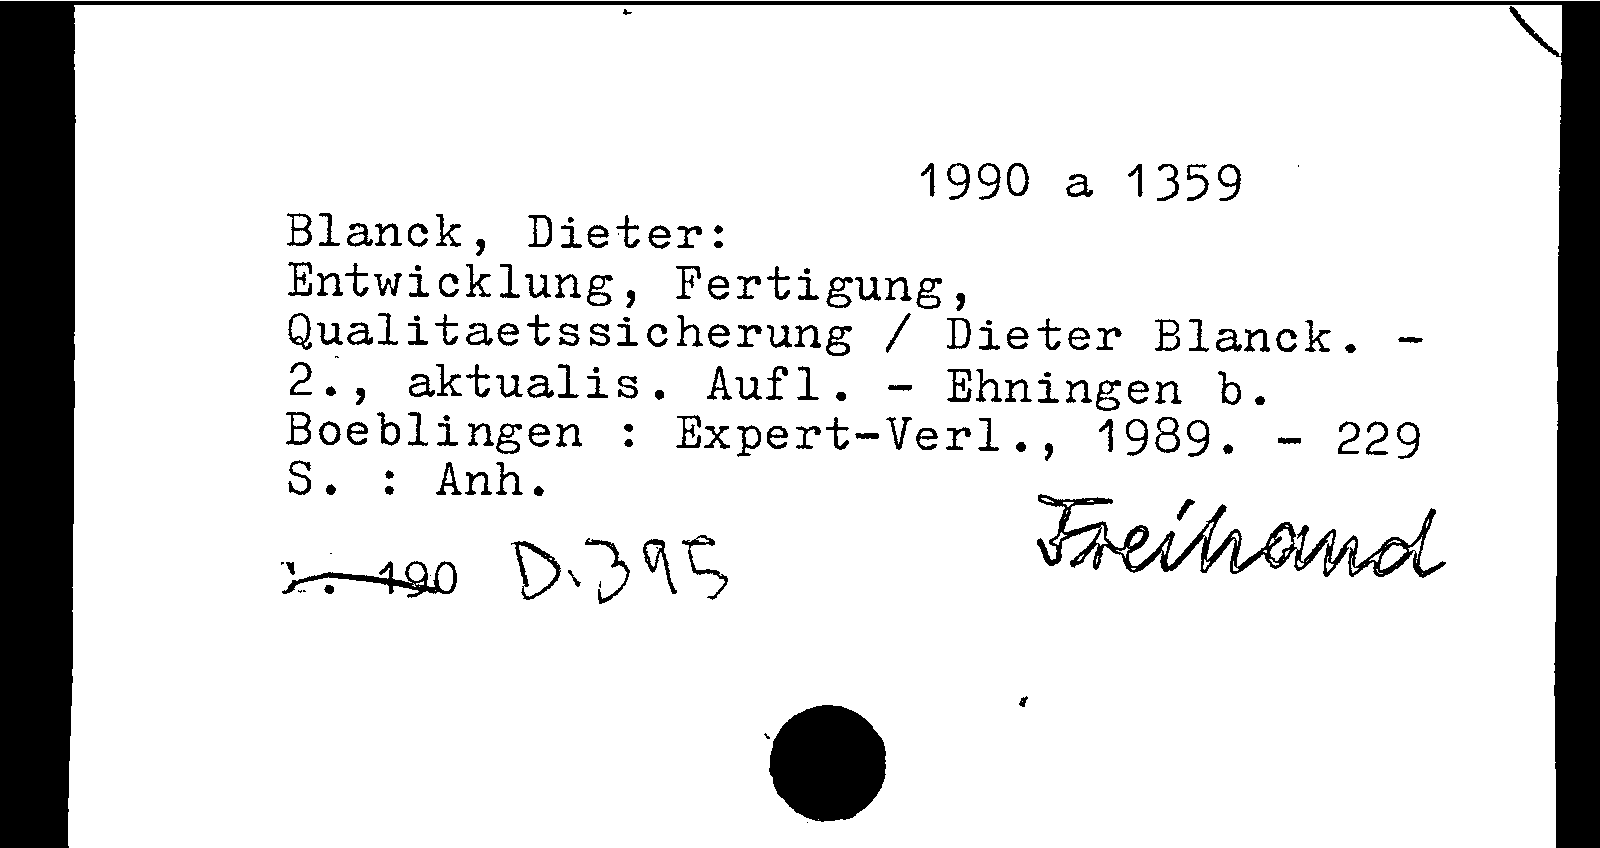 1990 a 1359
Blanck, Dieter:
Entwicklung, Fertigung,
Qualitaetssicherung / Dieter Blanck. -
2., aktualis. Aufl. - Ehningen b.
Boeblingen : Expert-Verl., 1989. - 229
S. : Anh.
Freihand
190 D.395